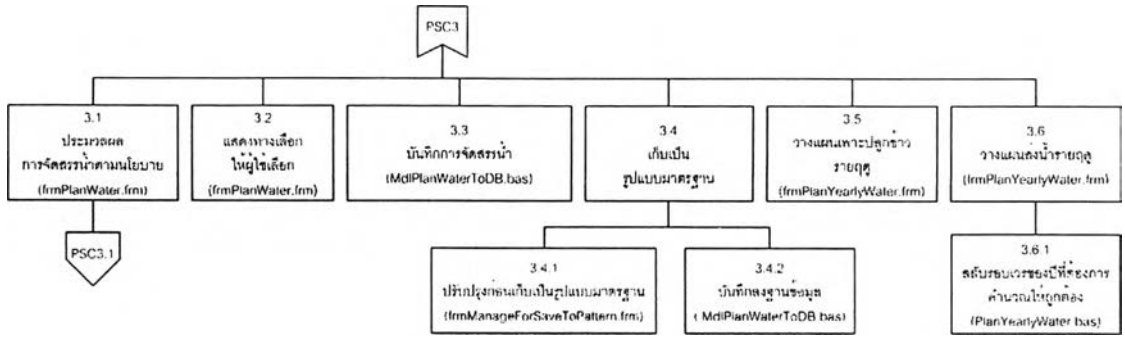 PSC3
3.1
ประมวลผล
การจัดสรรน้ำตามนโยบาย
(frmPlanWater.frm)
3.2
แสดงทางเลือก
ให้ผู้ใช้เลือก
(frmPlanWater.frm)
3.3
บันทึกการจัดสรรน้ำ
(MdlPlanWaterToDB.bas)
3.4
เก็บเป็น
รูปแบบมาตรฐาน
3.5
วางแผนเพาะปลูกข้าว
รายฤดู
(frmPlanYearlyWater.frm)
3.6
วางแผนส่งน้ำรายฤดู
(frmPlanYearlyWater.frm)
PSC3.1
3.4.1
ปรับปรุงก่อนเก็บเป็นรูปแบบมาตรฐาน
(frmManageForSaveToPattern.frm)
3.4.2
บันทึกลงฐานข้อมูล
(MdlPlanWaterToDB.bas)
3.6.1
สลับรอบเวรของปีที่ต้องการ
คำนวณให้ถูกต้อง
(PlanYearlyWater.bas)